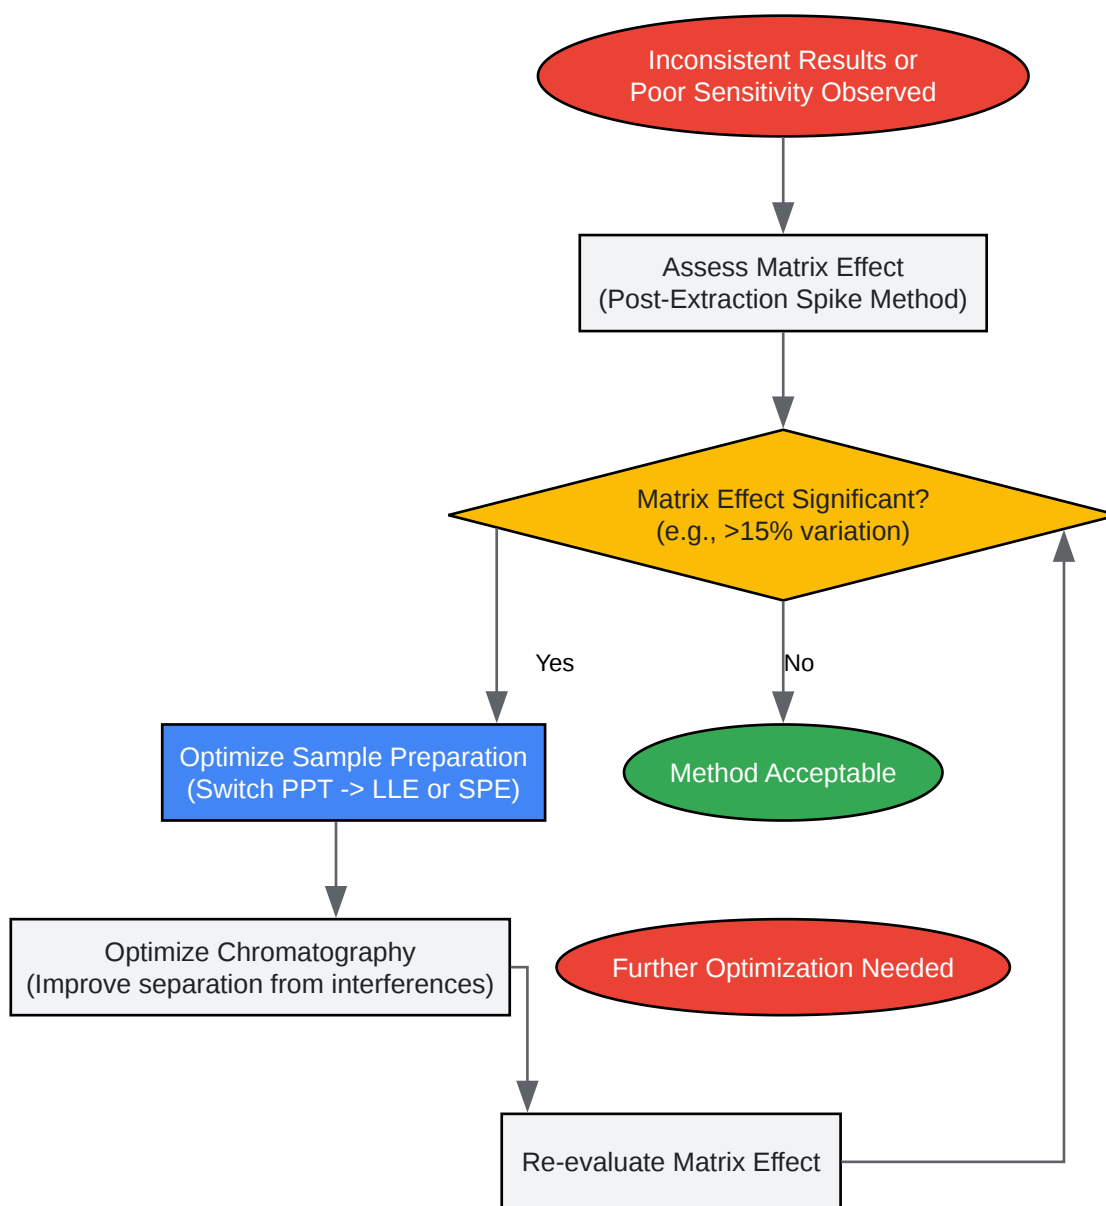 Inconsistent Results or
Poor Sensitivity Observed
Assess Matrix Effect
(Post-Extraction Spike Method)
Matrix Effect Significant?
(e.g., >15% variation)
Yes
No
Optimize Sample Preparation
(Switch PPT -> LLE or SPE)
Method Acceptable
Optimize Chromatography
(Improve separation from interferences)
Further Optimization Needed
Re-evaluate Matrix Effect